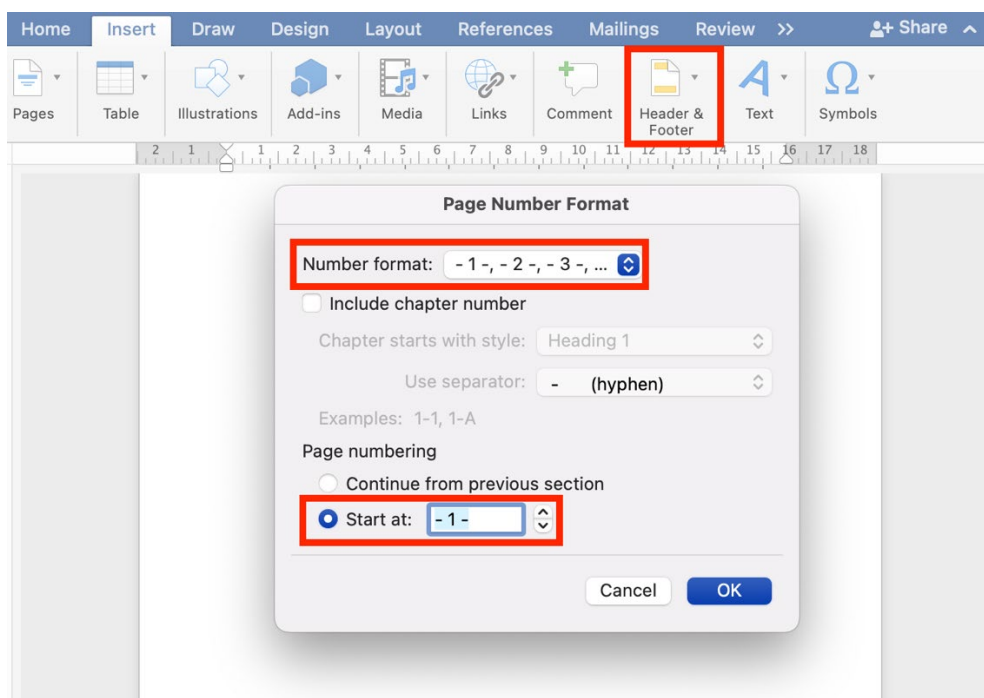 Home Insert Draw Design Layout References Mailings Review >> Share
Pages Table Illustrations Add-ins Media Links Comment Header & Text Symbols
Footer
2 1 1 2 3 4 5 6 7 8 9 10 11 12 13 14 15 16 17 18
Page Number Format
Number format: - 1 -, - 2 -, - 3 -, ...
Include chapter number
Chapter starts with style: Heading 1
Use separator: - (hyphen)
Examples: 1-1, 1-A
Page numbering
Continue from previous section
Start at: - 1 -
Cancel OK